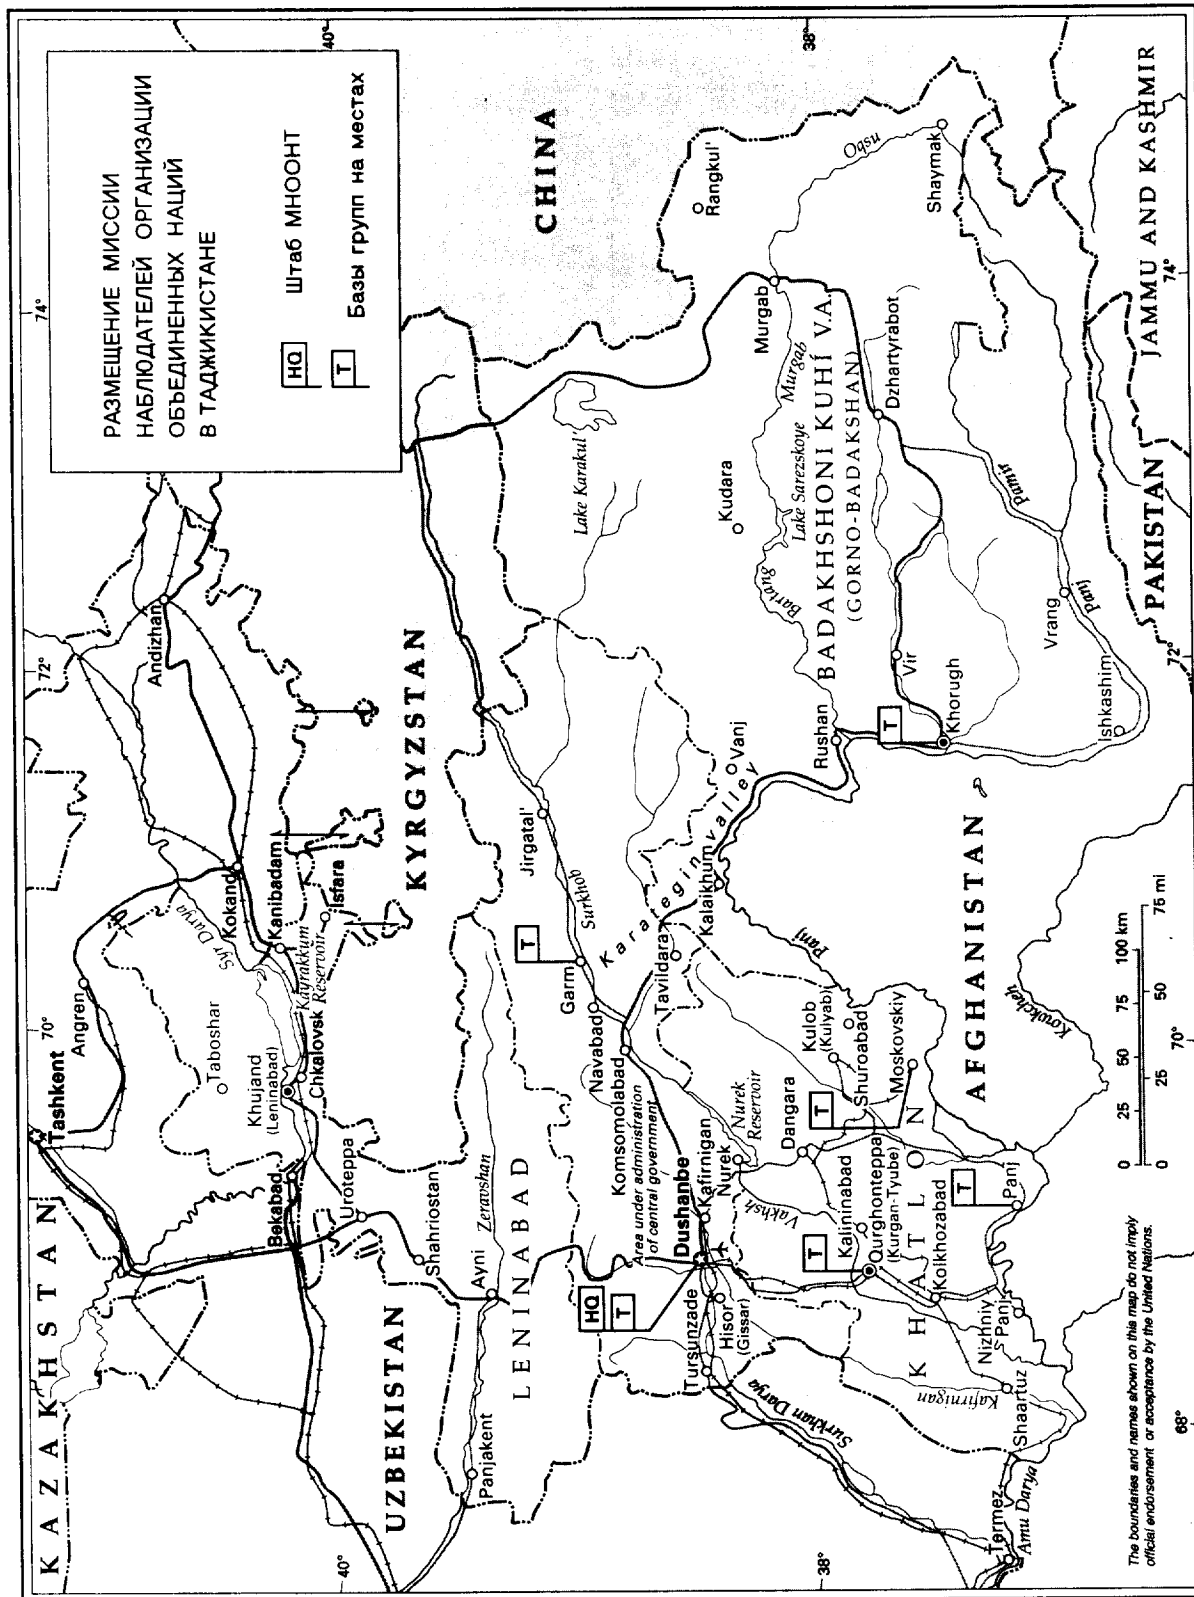 РАЗМЕЩЕНИЕ МИССИИ
НАБЛЮДАТЕЛЕЙ ОРГАНИЗАЦИИ
ОБЪЕДИНЕННЫХ НАЦИЙ
В ТАДЖИКИСТАНЕ
HQ Штаб МНООНТ
T Базы групп на местах
KAZAKHSTAN
Tashkent
Angren
Andizhan
Taboshar
Syr Darya
Kokand
Kanibadam
Khujand
(Leninabad)
Kayrakkum
Reservoir
Chkalovsk
Isfara
Bekabad
Uroteppa
Shahriostan
UZBEKISTAN
KYRGYZSTAN
CHINA
Panjakent
Ayni
Zeravshan
LENINABAD
Jirgatal'
Surkhob
Garm
T
Navabad
Komsomolabad
Karategin Valley
Tavildara
Kalaikhum
Vanj
Lake Karakul'
Rangkul'
Kudara
Murgab
Murgab
Lake Sarezskoye
Bartang
Oqsu
Shaymak
BADAKHSHONI KUHÍ V.A.
(GORNO-BADAKSHAN)
Dzhartyrabot
Rushan
Vir
T
Khorugh
Pamir
Vrang
Panj
Ishkashim
Area under administration
of central government
HQ
T
Dushanbe
Kafirnigan
Nurek
Nurek
Reservoir
Tursunzade
Hisor
(Gissar)
Surkhan Darya
Vakhsh
Dangara
Kulob
(Kulyab)
Shuroabad
Moskovskiy
T
Panj
Kalininabad
T
Qurghonteppa
(Kurgan-Tyube)
KHATLON
Kolkhozabad
T
Panj
Nizhniy
Panj
Kafirnigan
Shaartuz
Termez
Amu Darya
AFGHANISTAN
Kowkcheh
PAKISTAN
JAMMU AND KASHMIR
0 25 50 75 100 km
0 25 50 75 mi
The boundaries and names shown on this map do not imply
official endorsement or acceptance by the United Nations.
40°
38°
74°
72°
70°
68°
74°
72°
70°
40°
38°